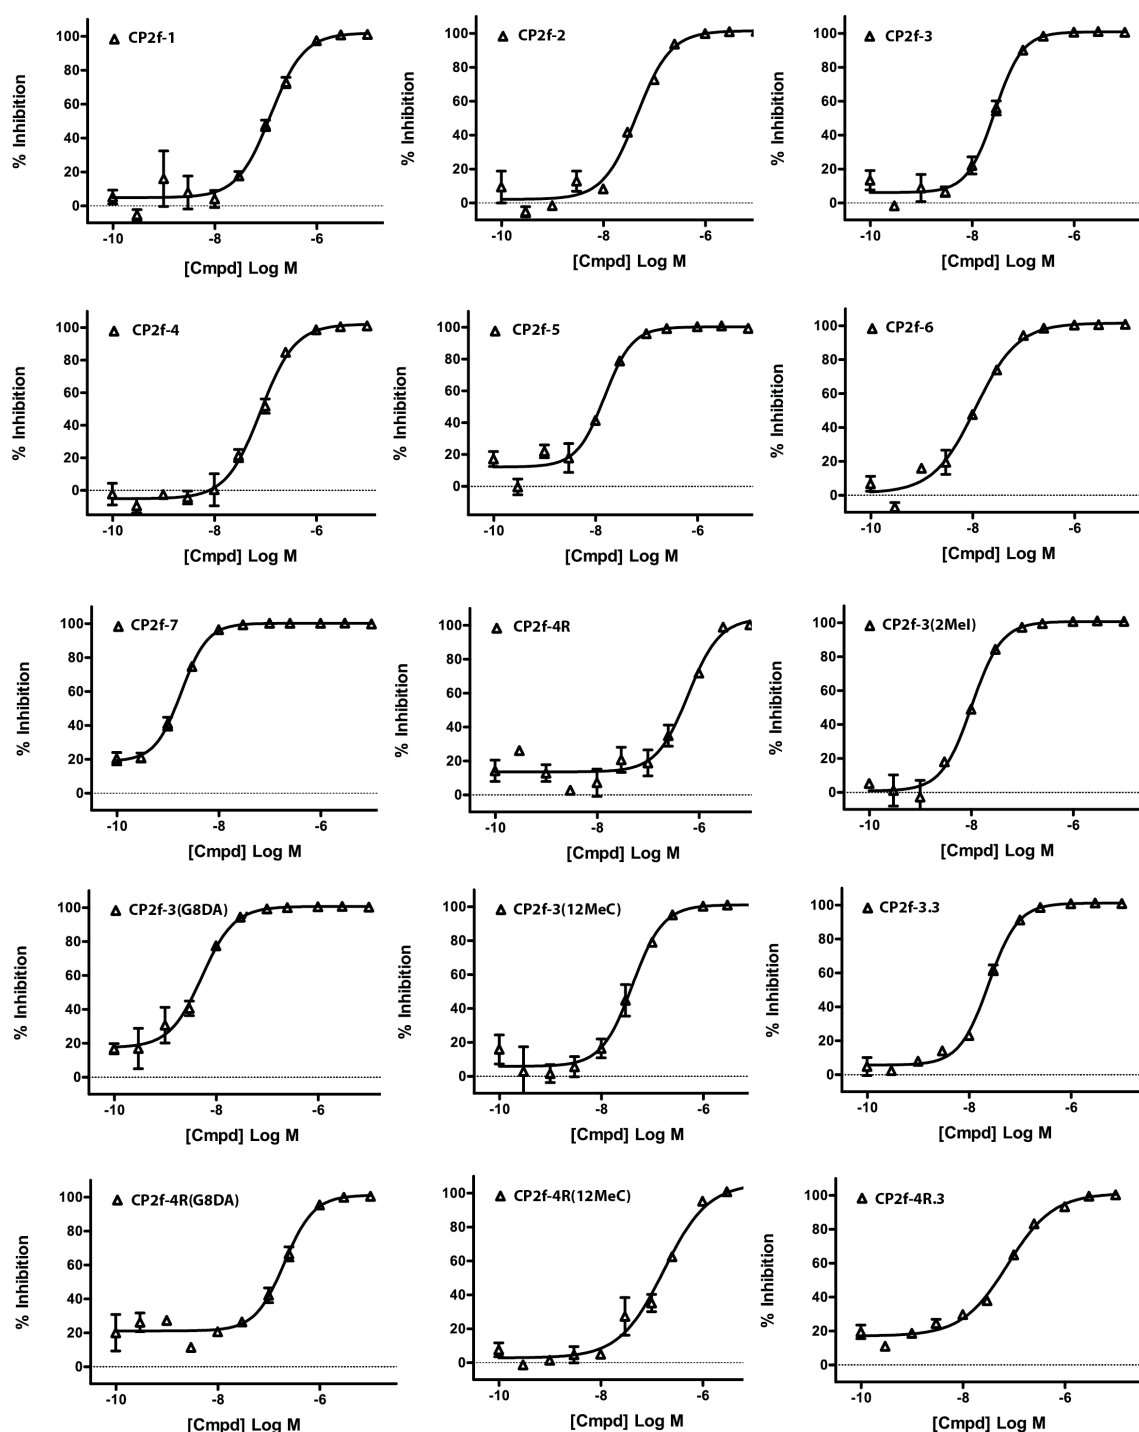 CP2f-1
% Inhibition
100
80
60
40
20
0
-10 -8 -6
[Cmpd] Log M
CP2f-2
% Inhibition
100
80
60
40
20
0
-10 -8 -6
[Cmpd] Log M
CP2f-3
% Inhibition
100
80
60
40
20
0
-10 -8 -6
[Cmpd] Log M
CP2f-4
% Inhibition
100
80
60
40
20
0
-10 -8 -6
[Cmpd] Log M
CP2f-5
% Inhibition
100
80
60
40
20
0
-10 -8 -6
[Cmpd] Log M
CP2f-6
% Inhibition
100
80
60
40
20
0
-10 -8 -6
[Cmpd] Log M
CP2f-7
% Inhibition
100
80
60
40
20
0
-10 -8 -6
[Cmpd] Log M
CP2f-4R
% Inhibition
100
80
60
40
20
0
-10 -8 -6
[Cmpd] Log M
CP2f-3(2MeI)
% Inhibition
100
80
60
40
20
0
-10 -8 -6
[Cmpd] Log M
CP2f-3(G8DA)
% Inhibition
100
80
60
40
20
0
-10 -8 -6
[Cmpd] Log M
CP2f-3(12MeC)
% Inhibition
100
80
60
40
20
0
-10 -8 -6
[Cmpd] Log M
CP2f-3.3
% Inhibition
100
80
60
40
20
0
-10 -8 -6
[Cmpd] Log M
CP2f-4R(G8DA)
% Inhibition
100
80
60
40
20
0
-10 -8 -6
[Cmpd] Log M
CP2f-4R(12MeC)
% Inhibition
100
80
60
40
20
0
-10 -8 -6
[Cmpd] Log M
CP2f-4R.3
% Inhibition
100
80
60
40
20
0
-10 -8 -6
[Cmpd] Log M